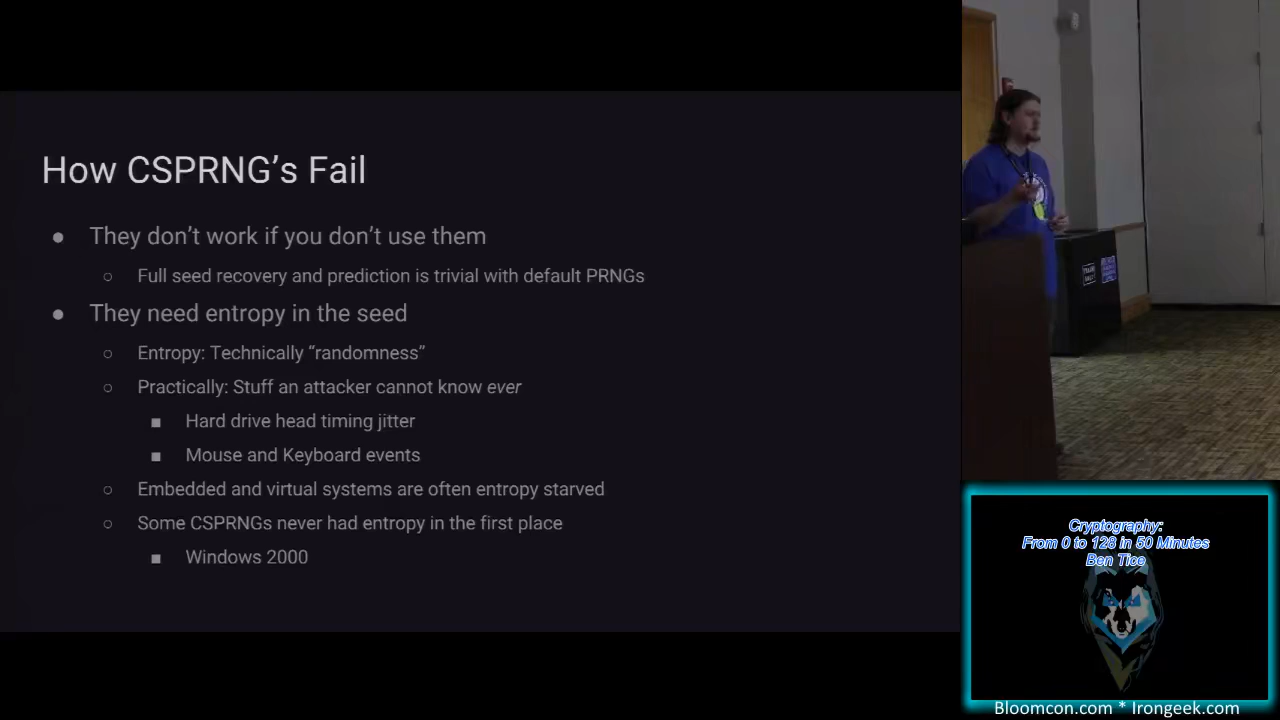 How CSPRNG's Fail
They don't work if you don't use them
Full seed recovery and prediction is trivial with default PRNGs
They need entropy in the seed
Entropy: Technically “randomness”
Practically: Stuff an attacker cannot know ever
Hard drive head timing jitter
Mouse and Keyboard events
Embedded and virtual systems are often entropy starved
Some CSPRNGs never had entropy in the first place
Windows 2000
Cryptography:
From 0 to 128 in 50 Minutes
Ben Tice
Bloomcon.com * Irongeek.com